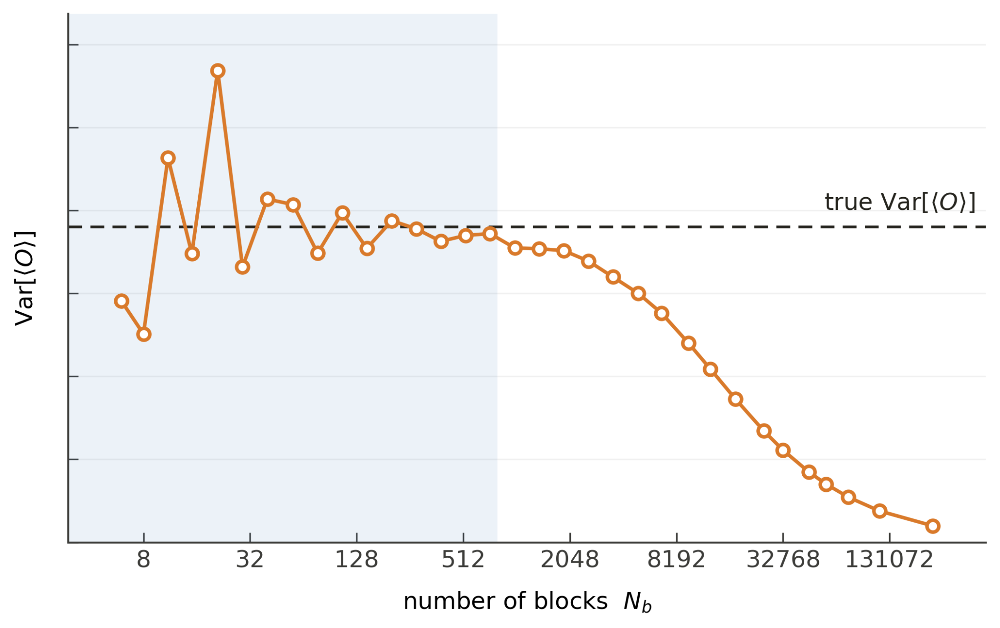 true Var[⟨O⟩]
Var[⟨O⟩]
8 32 128 512 2048 8192 32768 131072
number of blocks N_b